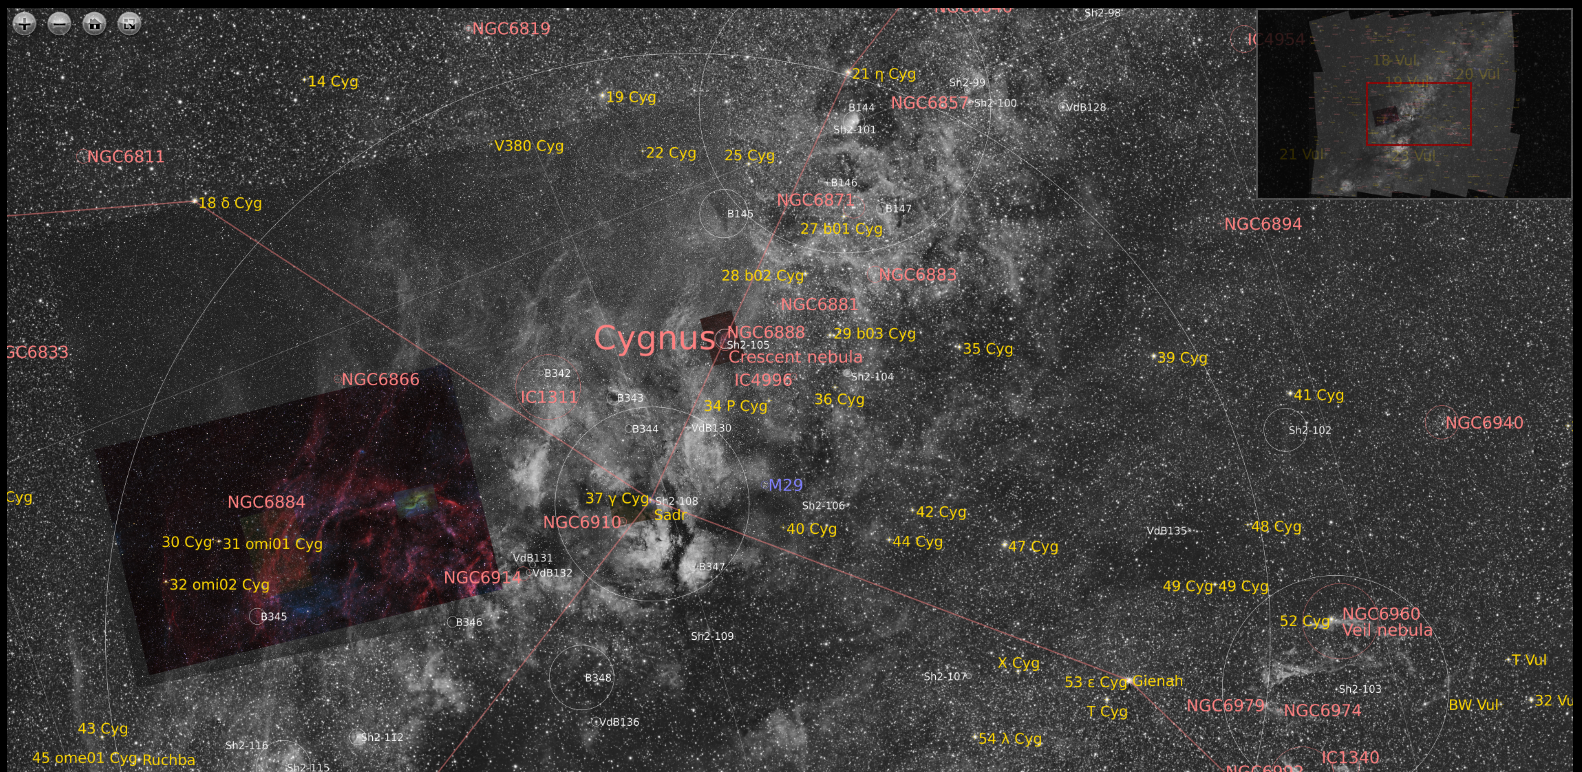 Sh2-98
NGC6819
IC4954
18 Vul
20 Vul
19 Vul
21 Vul
14 Cyg
21 η Cyg
Sh2-99
19 Cyg
B144
NGC6857
Sh2-100
VdB128
Sh2-101
V380 Cyg
22 Cyg
25 Cyg
NGC6811
B146
NGC6871
18 δ Cyg
B145
B147
27 b01 Cyg
NGC6894
28 b02 Cyg
NGC6883
NGC6881
Cygnus
NGC6888
Sh2-105
29 b03 Cyg
Crescent nebula
35 Cyg
39 Cyg
NGC6833
NGC6866
B342
IC4996
Sh2-104
IC1311
B343
34 P Cyg
36 Cyg
41 Cyg
B344
VdB130
Sh2-102
NGC6940
M29
Cyg
NGC6884
37 γ Cyg
Sh2-108
Sadr
Sh2-106
42 Cyg
NGC6910
40 Cyg
VdB135
48 Cyg
30 Cyg
31 omi01 Cyg
44 Cyg
47 Cyg
VdB131
VdB132
B347
NGC6914
32 omi02 Cyg
49 Cyg
49 Cyg
B345
B346
52 Cyg
NGC6960
Veil nebula
Sh2-109
X Cyg
T Vul
B348
Sh2-107
53 ε Cyg
Gienah
Sh2-103
NGC6979
NGC6974
BW Vul
32 Vu
T Cyg
VdB136
43 Cyg
Sh2-112
54 λ Cyg
Sh2-116
45 ome01 Cyg
Ruchba
Sh2-115
IC1340